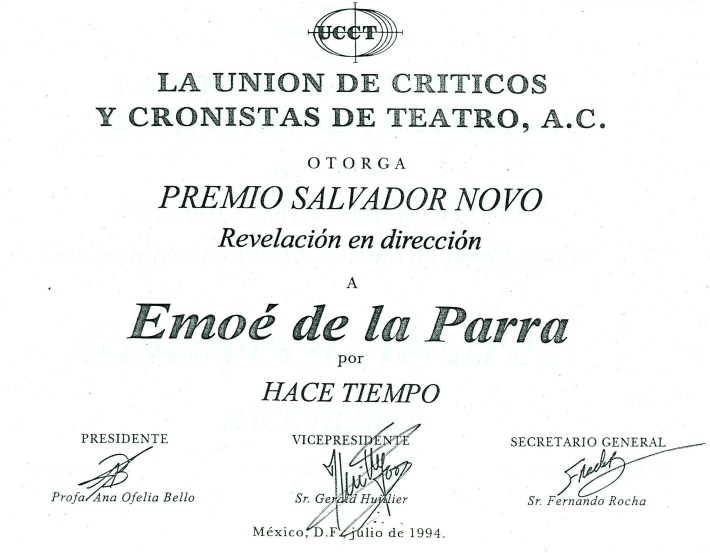 UCCT
LA UNION DE CRITICOS
Y CRONISTAS DE TEATRO, A.C.
OTORGA
PREMIO SALVADOR NOVO
Revelación en dirección
A
Emoé de la Parra
por
HACE TIEMPO
PRESIDENTE VICEPRESIDENTE SECRETARIO GENERAL
Profa. Ana Ofelia Bello Sr. Gerald Huillier Sr. Fernando Rocha
México, D.F. julio de 1994.